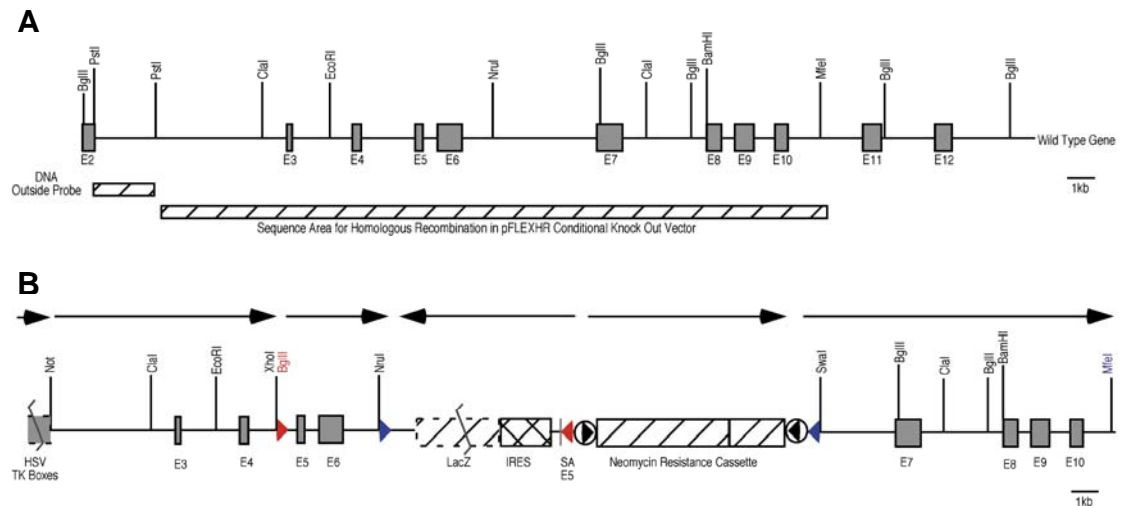 A
BglII
PstI
PstI
ClaI
EcoRI
NruI
BglII
ClaI
BglII
BamHI
MfeI
BglII
BglII
Wild Type Gene
E2
E3
E4
E5
E6
E7
E8
E9
E10
E11
E12
DNA
Outside Probe
1kb
Sequence Area for Homologous Recombination in pFLEXHR Conditional Knock Out Vector
B
Not
ClaI
EcoRI
XhoI
BglII
NruI
SwaI
BglII
ClaI
BglII
BamHI
MfeI
HSV
TK Boxes
E3
E4
E5
E6
LacZ
IRES
SA
E5
Neomycin Resistance Cassette
E7
E8
E9
E10
1kb